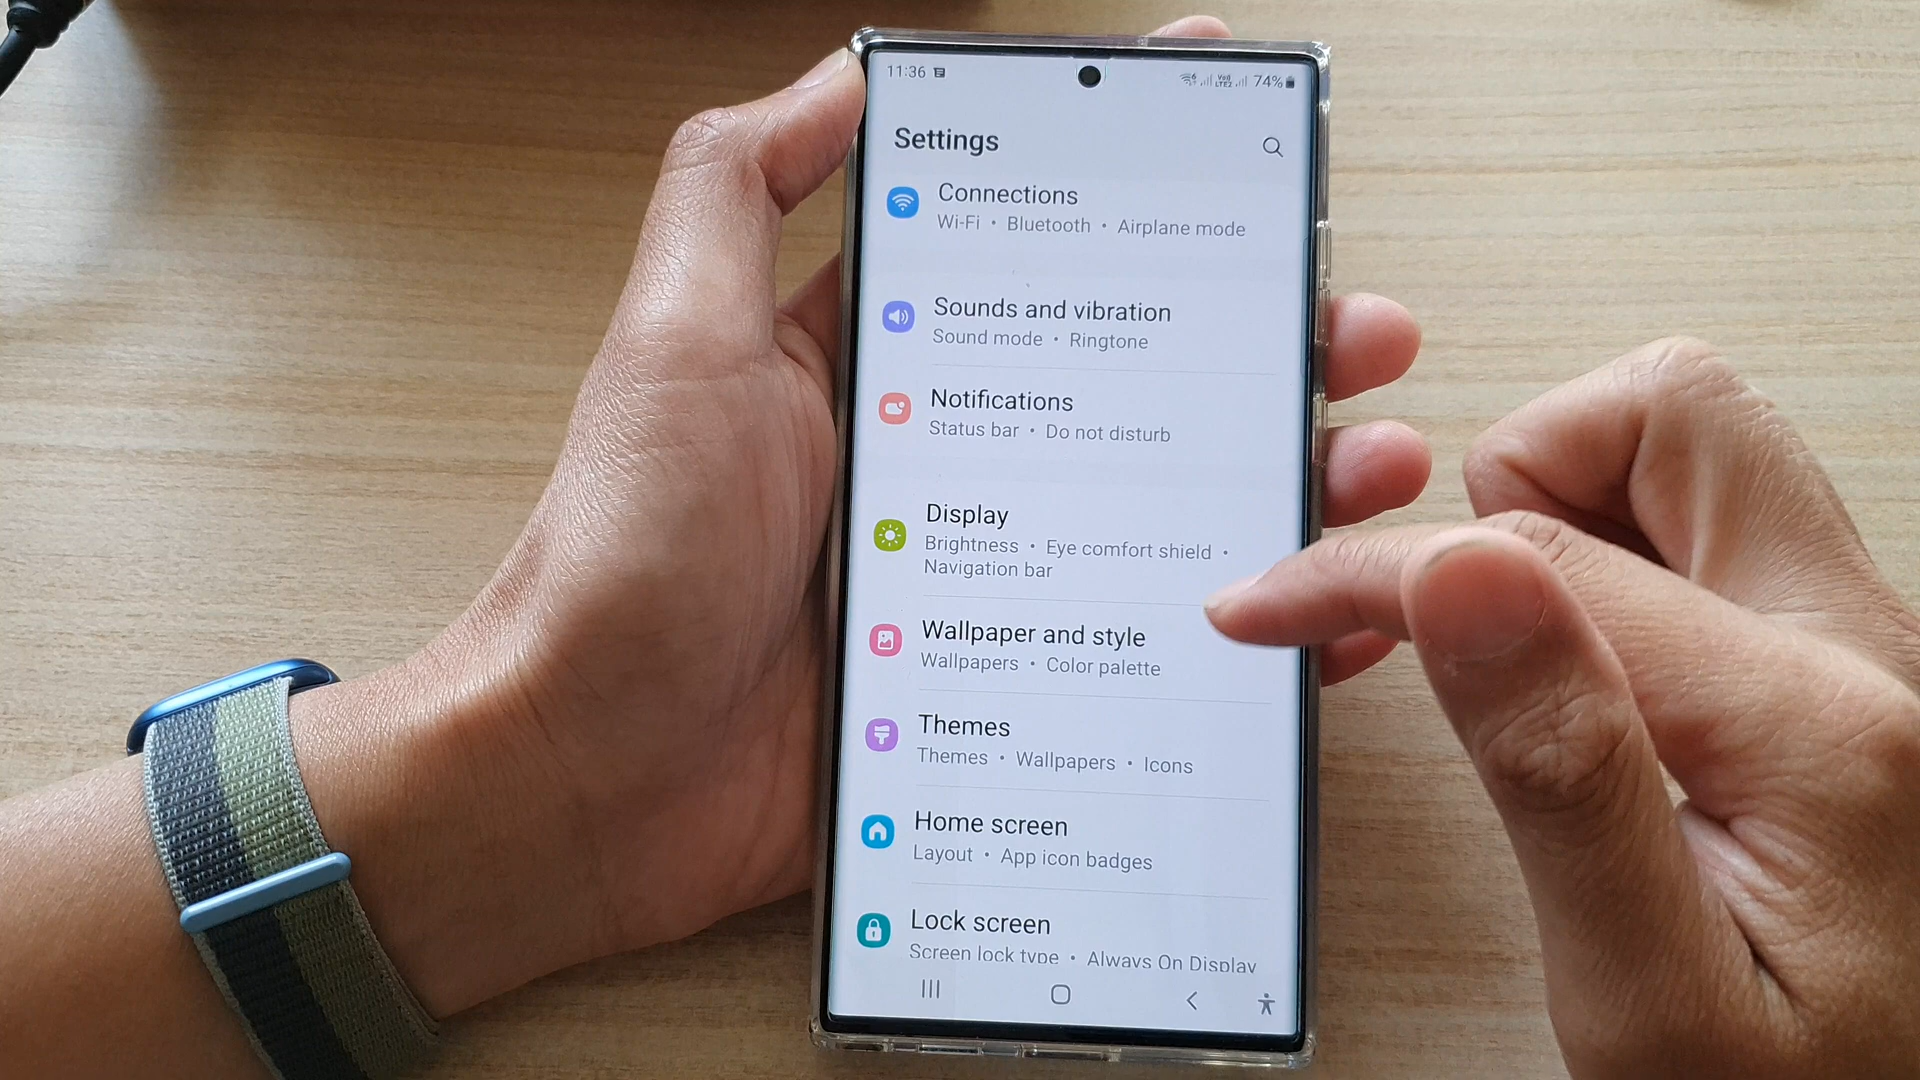 11:36
Vo))
LTE2
74%
Settings
Connections
Wi-Fi • Bluetooth • Airplane mode
Sounds and vibration
Sound mode • Ringtone
Notifications
Status bar • Do not disturb
Display
Brightness • Eye comfort shield •
Navigation bar
Wallpaper and style
Wallpapers • Color palette
Themes
Themes • Wallpapers • Icons
Home screen
Layout • App icon badges
Lock screen
Screen lock type • Always On Display